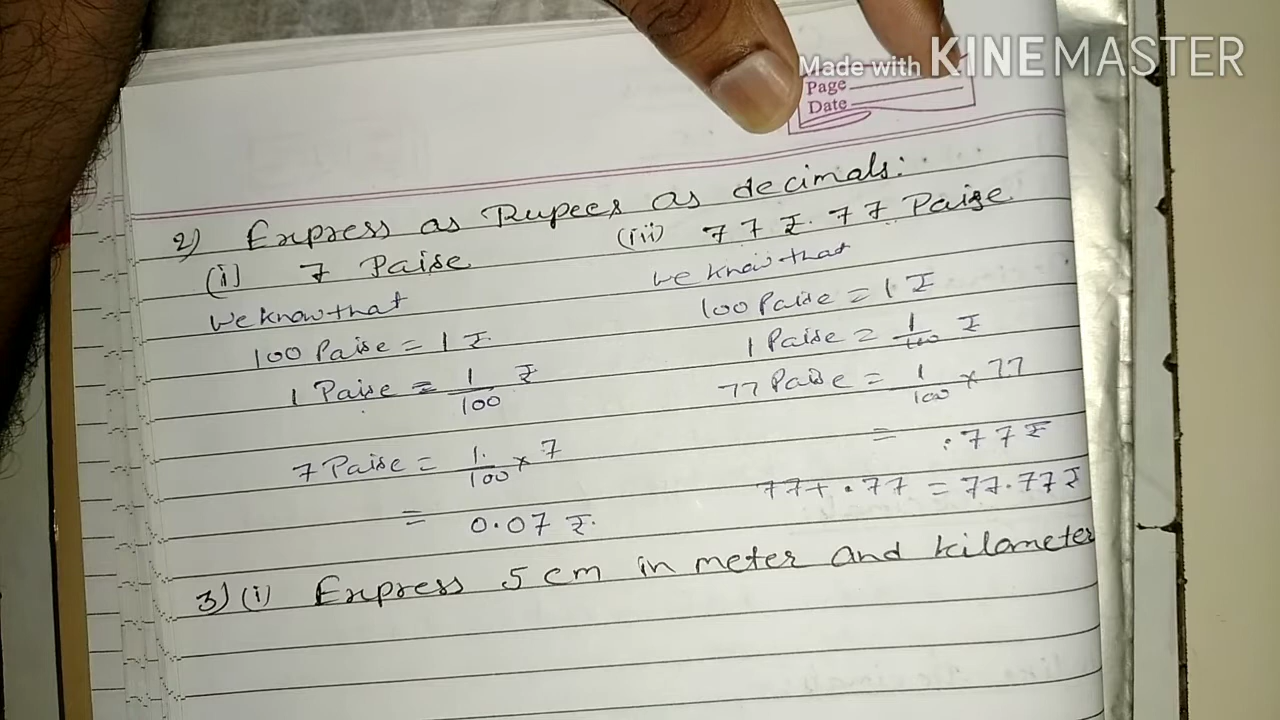 Made with KINEMASTER
Page
Date
2) Express as Rupees as decimals:
(i) 7 Paise
We know that
100 Paise = 1 ₹.
1 Paise = 1/100 ₹
7 Paise = 1/100 × 7
= 0.07 ₹.
(iii) 77 ₹. 77 Paise
We know that
100 Paise = 1 ₹
1 Paise = 1/100 ₹
77 Paise = 1/100 × 77
= .77 ₹
77 + .77 = 77.77 ₹
3) (i) Express 5 cm in meter and kilometer